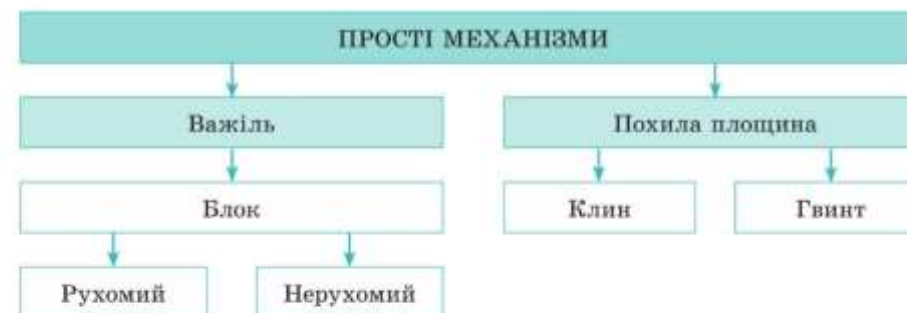 ПРОСТІ МЕХАНІЗМИ
Важіль
Похила площина
Блок
Клин
Гвинт
Рухомий
Нерухомий